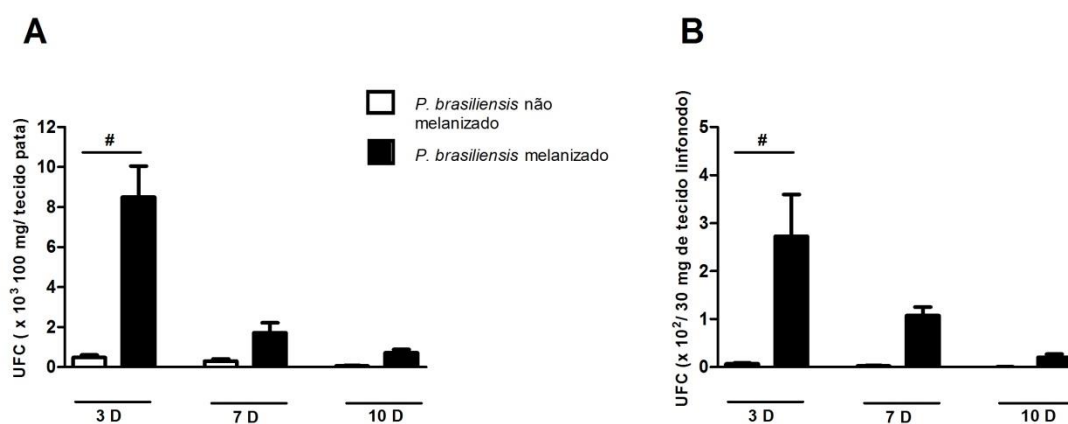 A
B
P. brasiliensis não
melanizado
P. brasiliensis melanizado
UFC ( x 10³ 100 mg/ tecido pata)
12
10
8
6
4
2
0
#
3 D
7 D
10 D
UFC (x 10²/ 30 mg de tecido linfonodo)
5
4
3
2
1
0
#
3 D
7 D
10 D